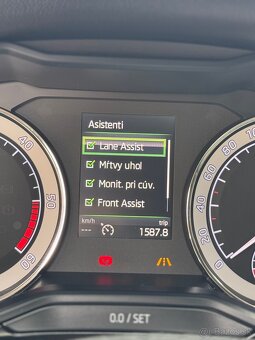 Asistenti
Lane Assist
Mŕtvy uhol
Monit. pri cúv.
Front Assist
km/h
trip
---
1587.8
0.0 / SET